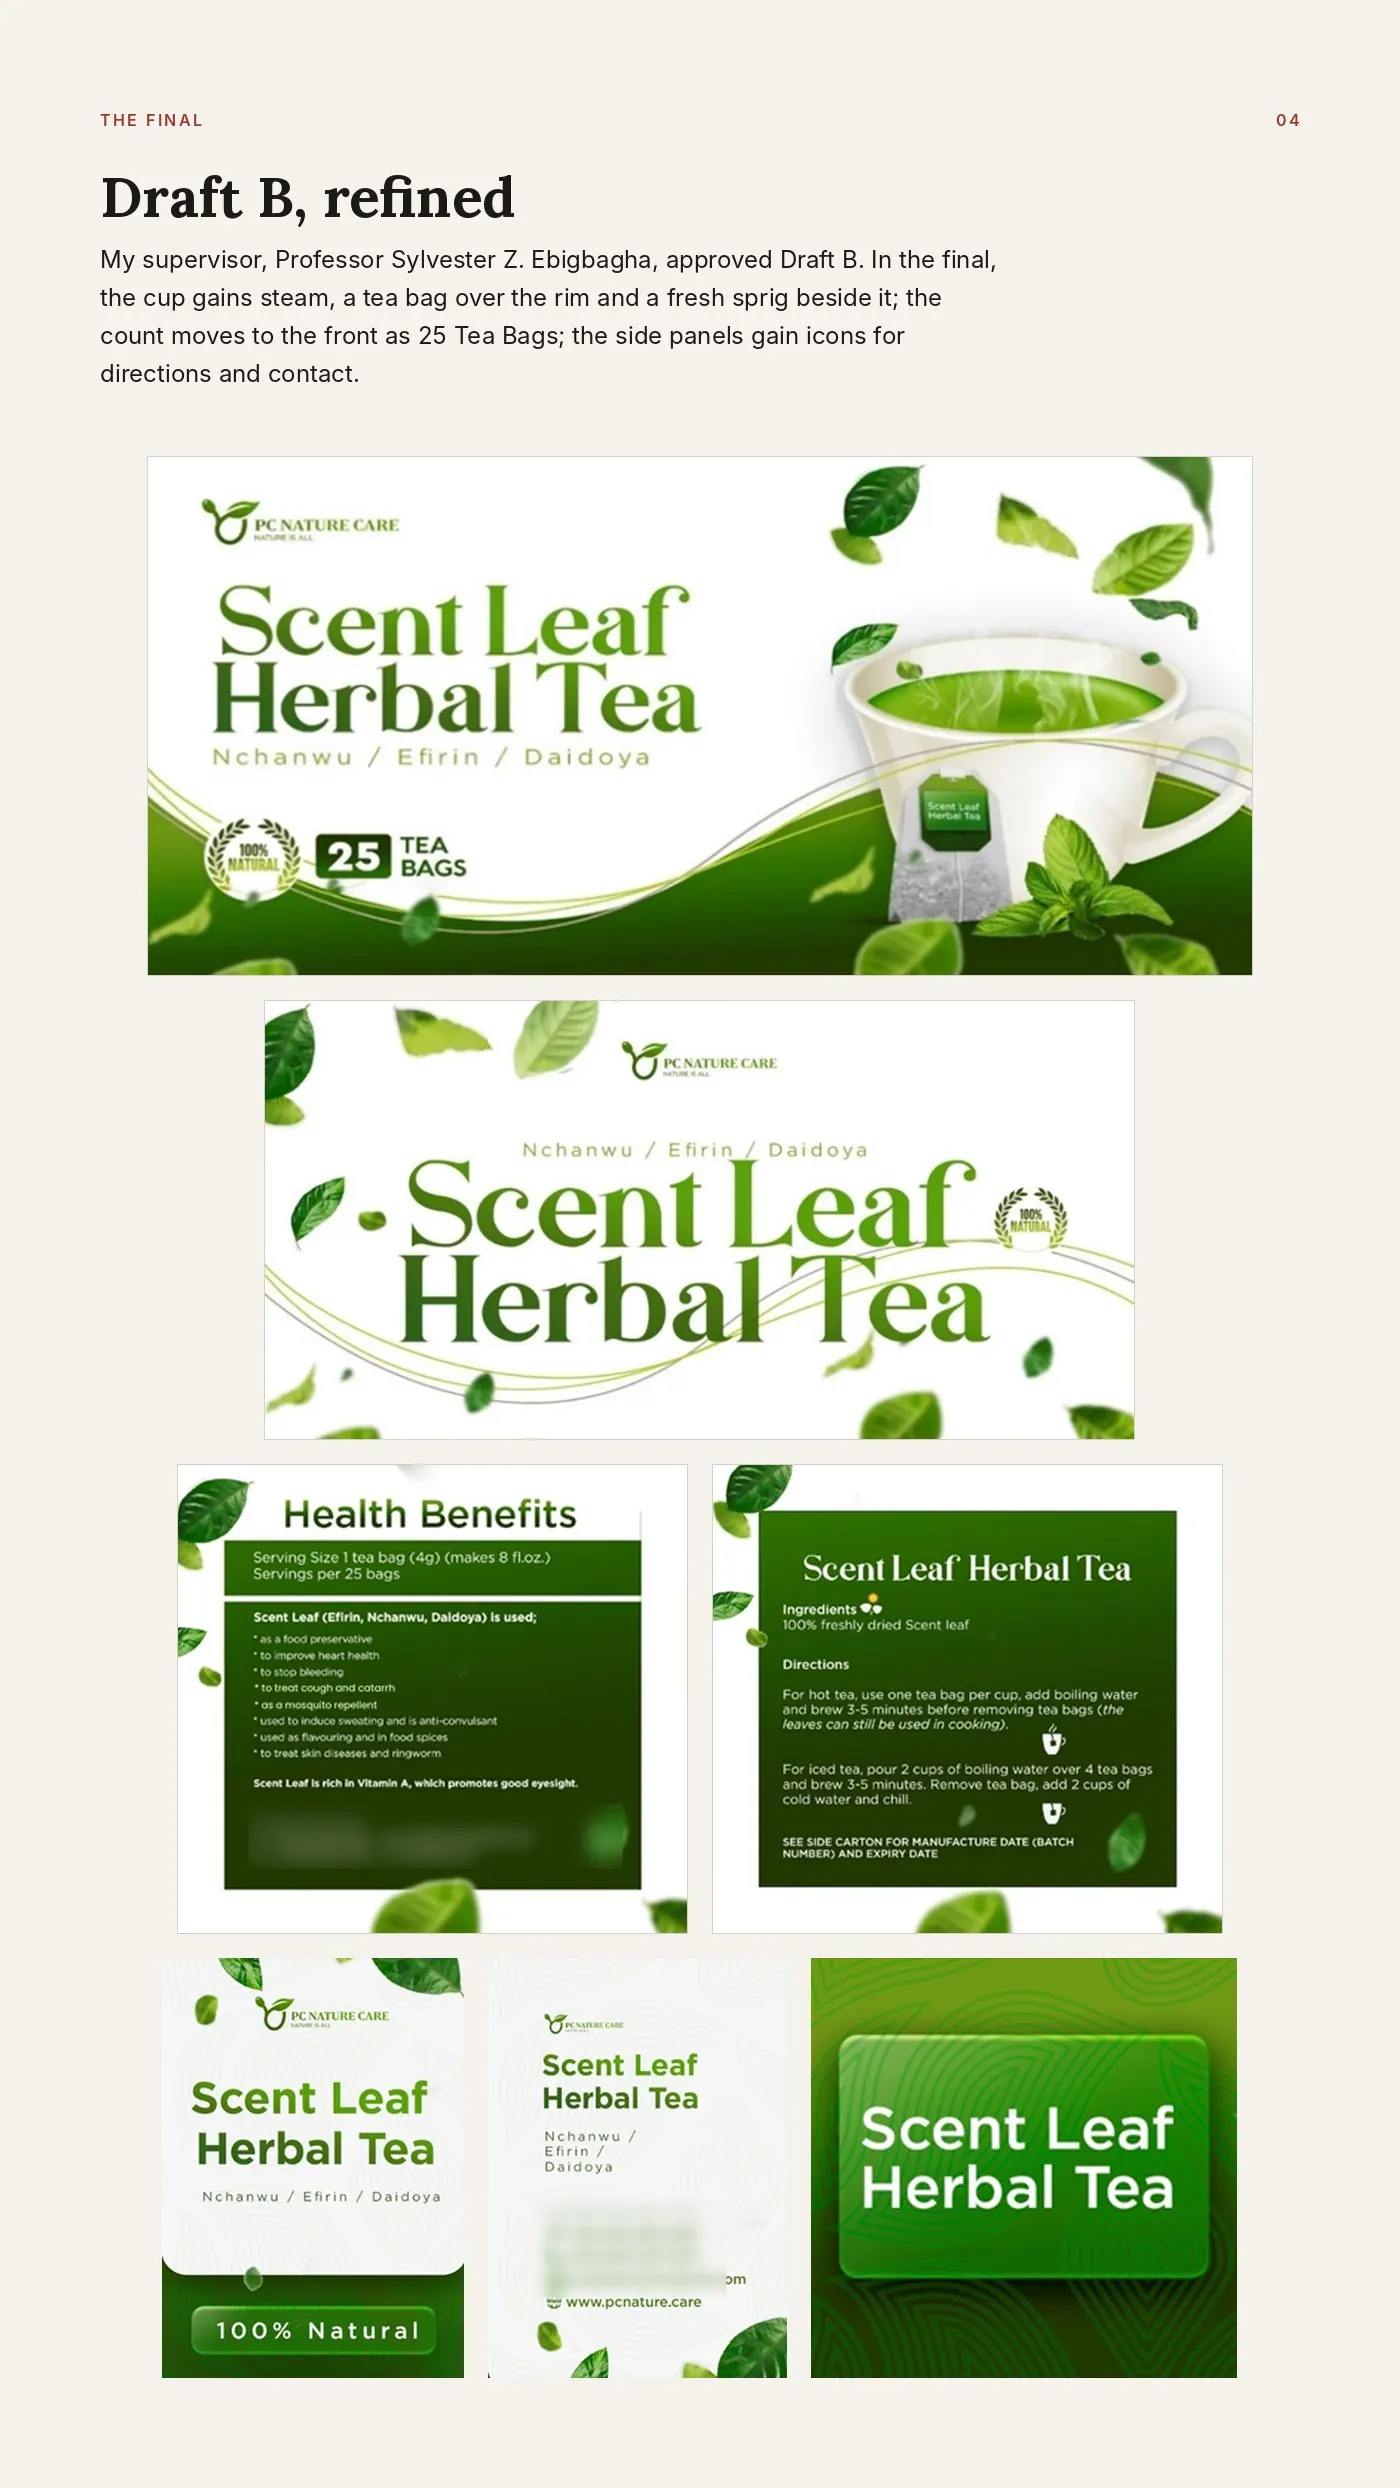 THE FINAL
04
Draft B, refined
My supervisor, Professor Sylvester Z. Ebigbagha, approved Draft B. In the final,
the cup gains steam, a tea bag over the rim and a fresh sprig beside it; the
count moves to the front as 25 Tea Bags; the side panels gain icons for
directions and contact.
PC NATURE CARE
NATURE IS ALL
Scent Leaf
Herbal Tea
Nchanwu / Efirin / Daidoya
100%
NATURAL
25
TEA
BAGS
Scent Leaf
Herbal Tea
PC NATURE CARE
NATURE IS ALL
Nchanwu / Efirin / Daidoya
Scent Leaf
Herbal Tea
100%
NATURAL
Health Benefits
Serving Size 1 tea bag (4g) (makes 8 fl.oz.)
Servings per 25 bags
Scent Leaf (Efirin, Nchanwu, Daidoya) is used;
* as a food preservative
* to improve heart health
* to stop bleeding
* to treat cough and catarrh
* as a mosquito repellent
* used to induce sweating and is anti-convulsant
* used as flavouring and in food spices
* to treat skin diseases and ringworm
Scent Leaf is rich in Vitamin A, which promotes good eyesight.
Scent Leaf Herbal Tea
Ingredients
100% freshly dried Scent leaf
Directions
For hot tea, use one tea bag per cup, add boiling water
and brew 3-5 minutes before removing tea bags (the
leaves can still be used in cooking).
For iced tea, pour 2 cups of boiling water over 4 tea bags
and brew 3-5 minutes. Remove tea bag, add 2 cups of
cold water and chill.
SEE SIDE CARTON FOR MANUFACTURE DATE (BATCH
NUMBER) AND EXPIRY DATE
PC NATURE CARE
NATURE IS ALL
Scent Leaf
Herbal Tea
Nchanwu / Efirin / Daidoya
100% Natural
PC NATURE CARE
Scent Leaf
Herbal Tea
Nchanwu /
Efirin /
Daidoya
om
www.pcnature.care
Scent Leaf
Herbal Tea